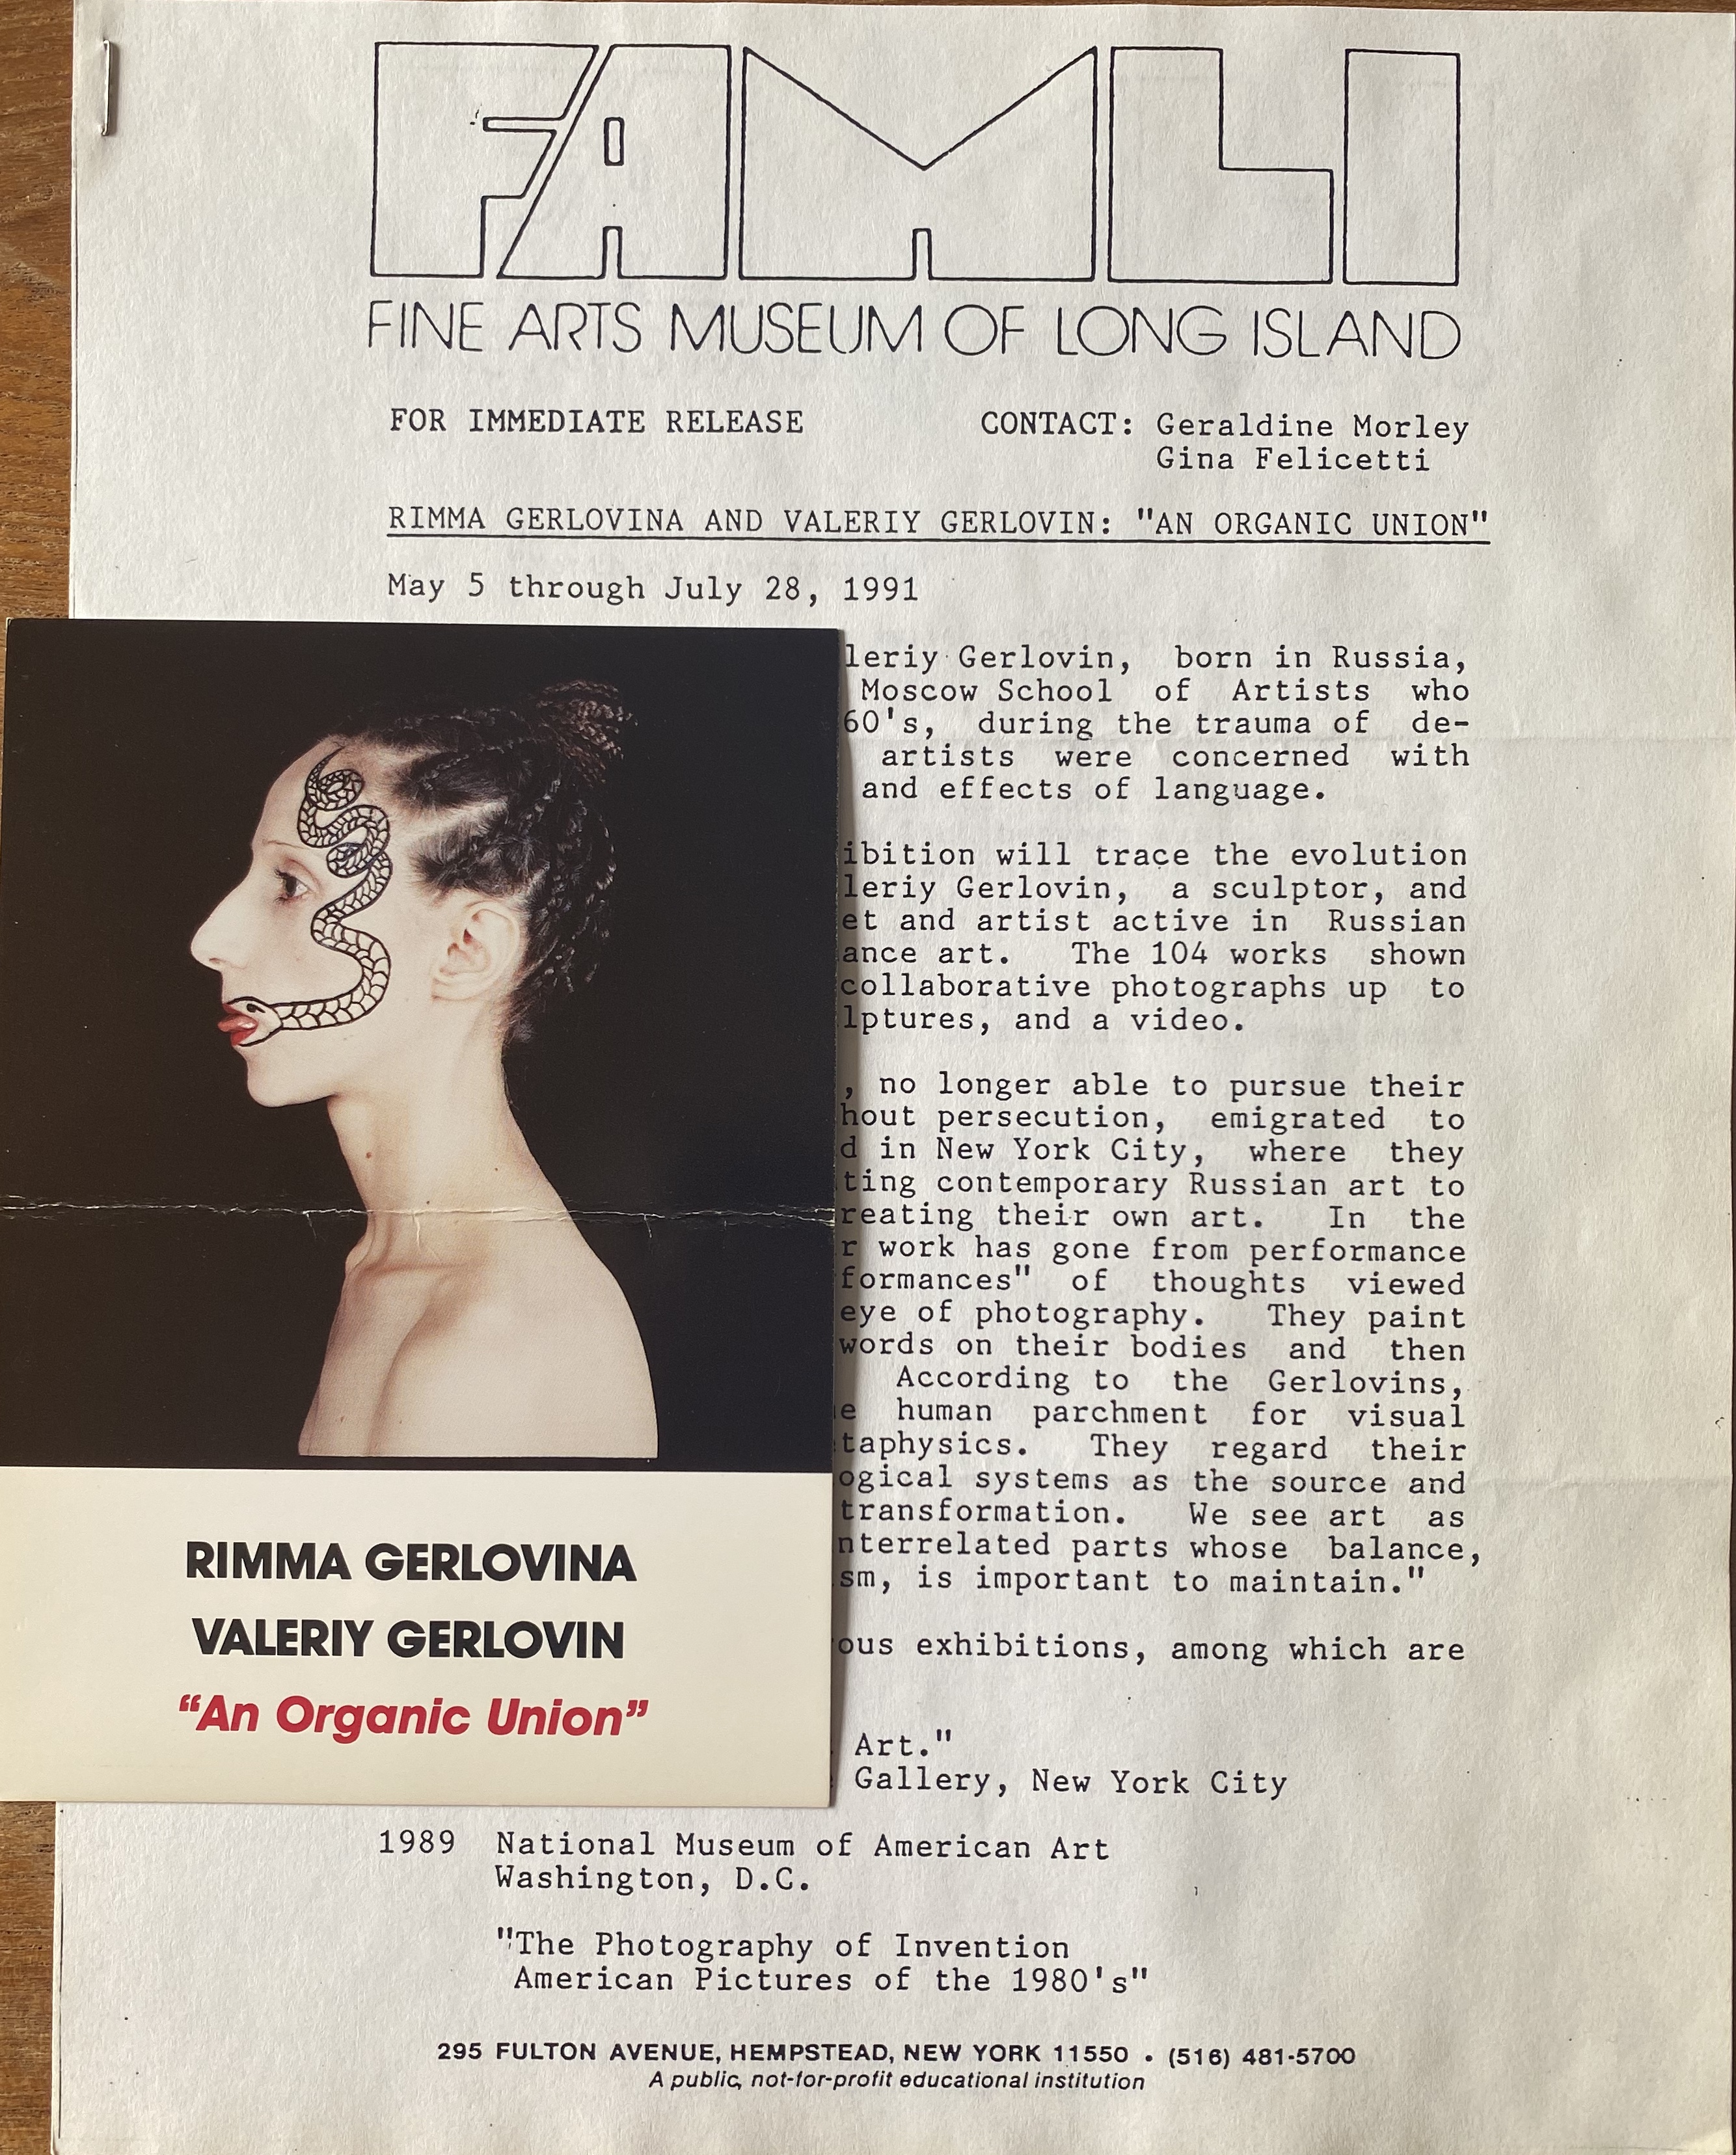 FAMLI
FINE ARTS MUSEUM OF LONG ISLAND
FOR IMMEDIATE RELEASE
CONTACT: Geraldine Morley
Gina Felicetti
RIMMA GERLOVINA AND VALERIY GERLOVIN: "AN ORGANIC UNION"
May 5 through July 28, 1991
leriy Gerlovin, born in Russia,
Moscow School of Artists who
60's, during the trauma of de-
artists were concerned with
and effects of language.
ibition will trace the evolution
leriy Gerlovin, a sculptor, and
et and artist active in Russian
ance art. The 104 works shown
collaborative photographs up to
lptures, and a video.
, no longer able to pursue their
hout persecution, emigrated to
d in New York City, where they
ting contemporary Russian art to
reating their own art. In the
r work has gone from performance
formances" of thoughts viewed
eye of photography. They paint
words on their bodies and then
According to the Gerlovins,
e human parchment for visual
taphysics. They regard their
ogical systems as the source and
transformation. We see art as
nterrelated parts whose balance,
sm, is important to maintain."
ous exhibitions, among which are
Art."
Gallery, New York City
1989 National Museum of American Art
Washington, D.C.
"The Photography of Invention
American Pictures of the 1980's"
295 FULTON AVENUE, HEMPSTEAD, NEW YORK 11550 • (516) 481-5700
A public, not-for-profit educational institution
RIMMA GERLOVINA
VALERIY GERLOVIN
“An Organic Union”